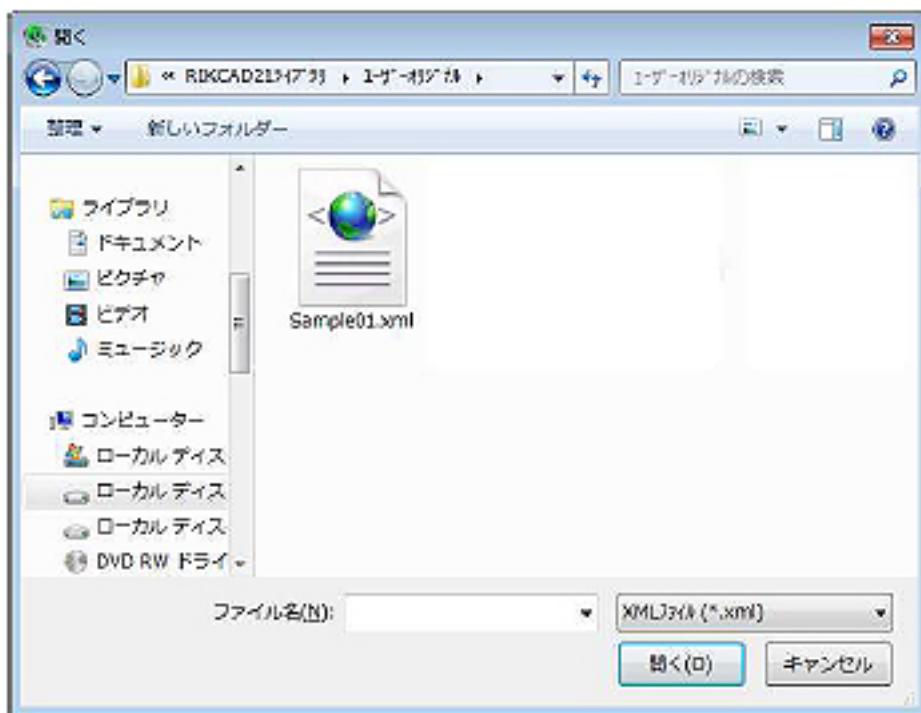 開く
« RIKCAD21ﾗｲﾌﾞﾗﾘ ▸ ﾕｰｻﾞｰｵﾘｼﾞﾅﾙ ▸
ﾕｰｻﾞｰｵﾘｼﾞﾅﾙの検索
整理 新しいフォルダー
ライブラリ
ドキュメント
ピクチャ
ビデオ
ミュージック
コンピューター
ローカル ディス
ローカル ディス
ローカル ディス
DVD RW ドライ
Sample01.xml
ファイル名(N):
XMLﾌｧｲﾙ (*.xml)
開く(O) キャンセル